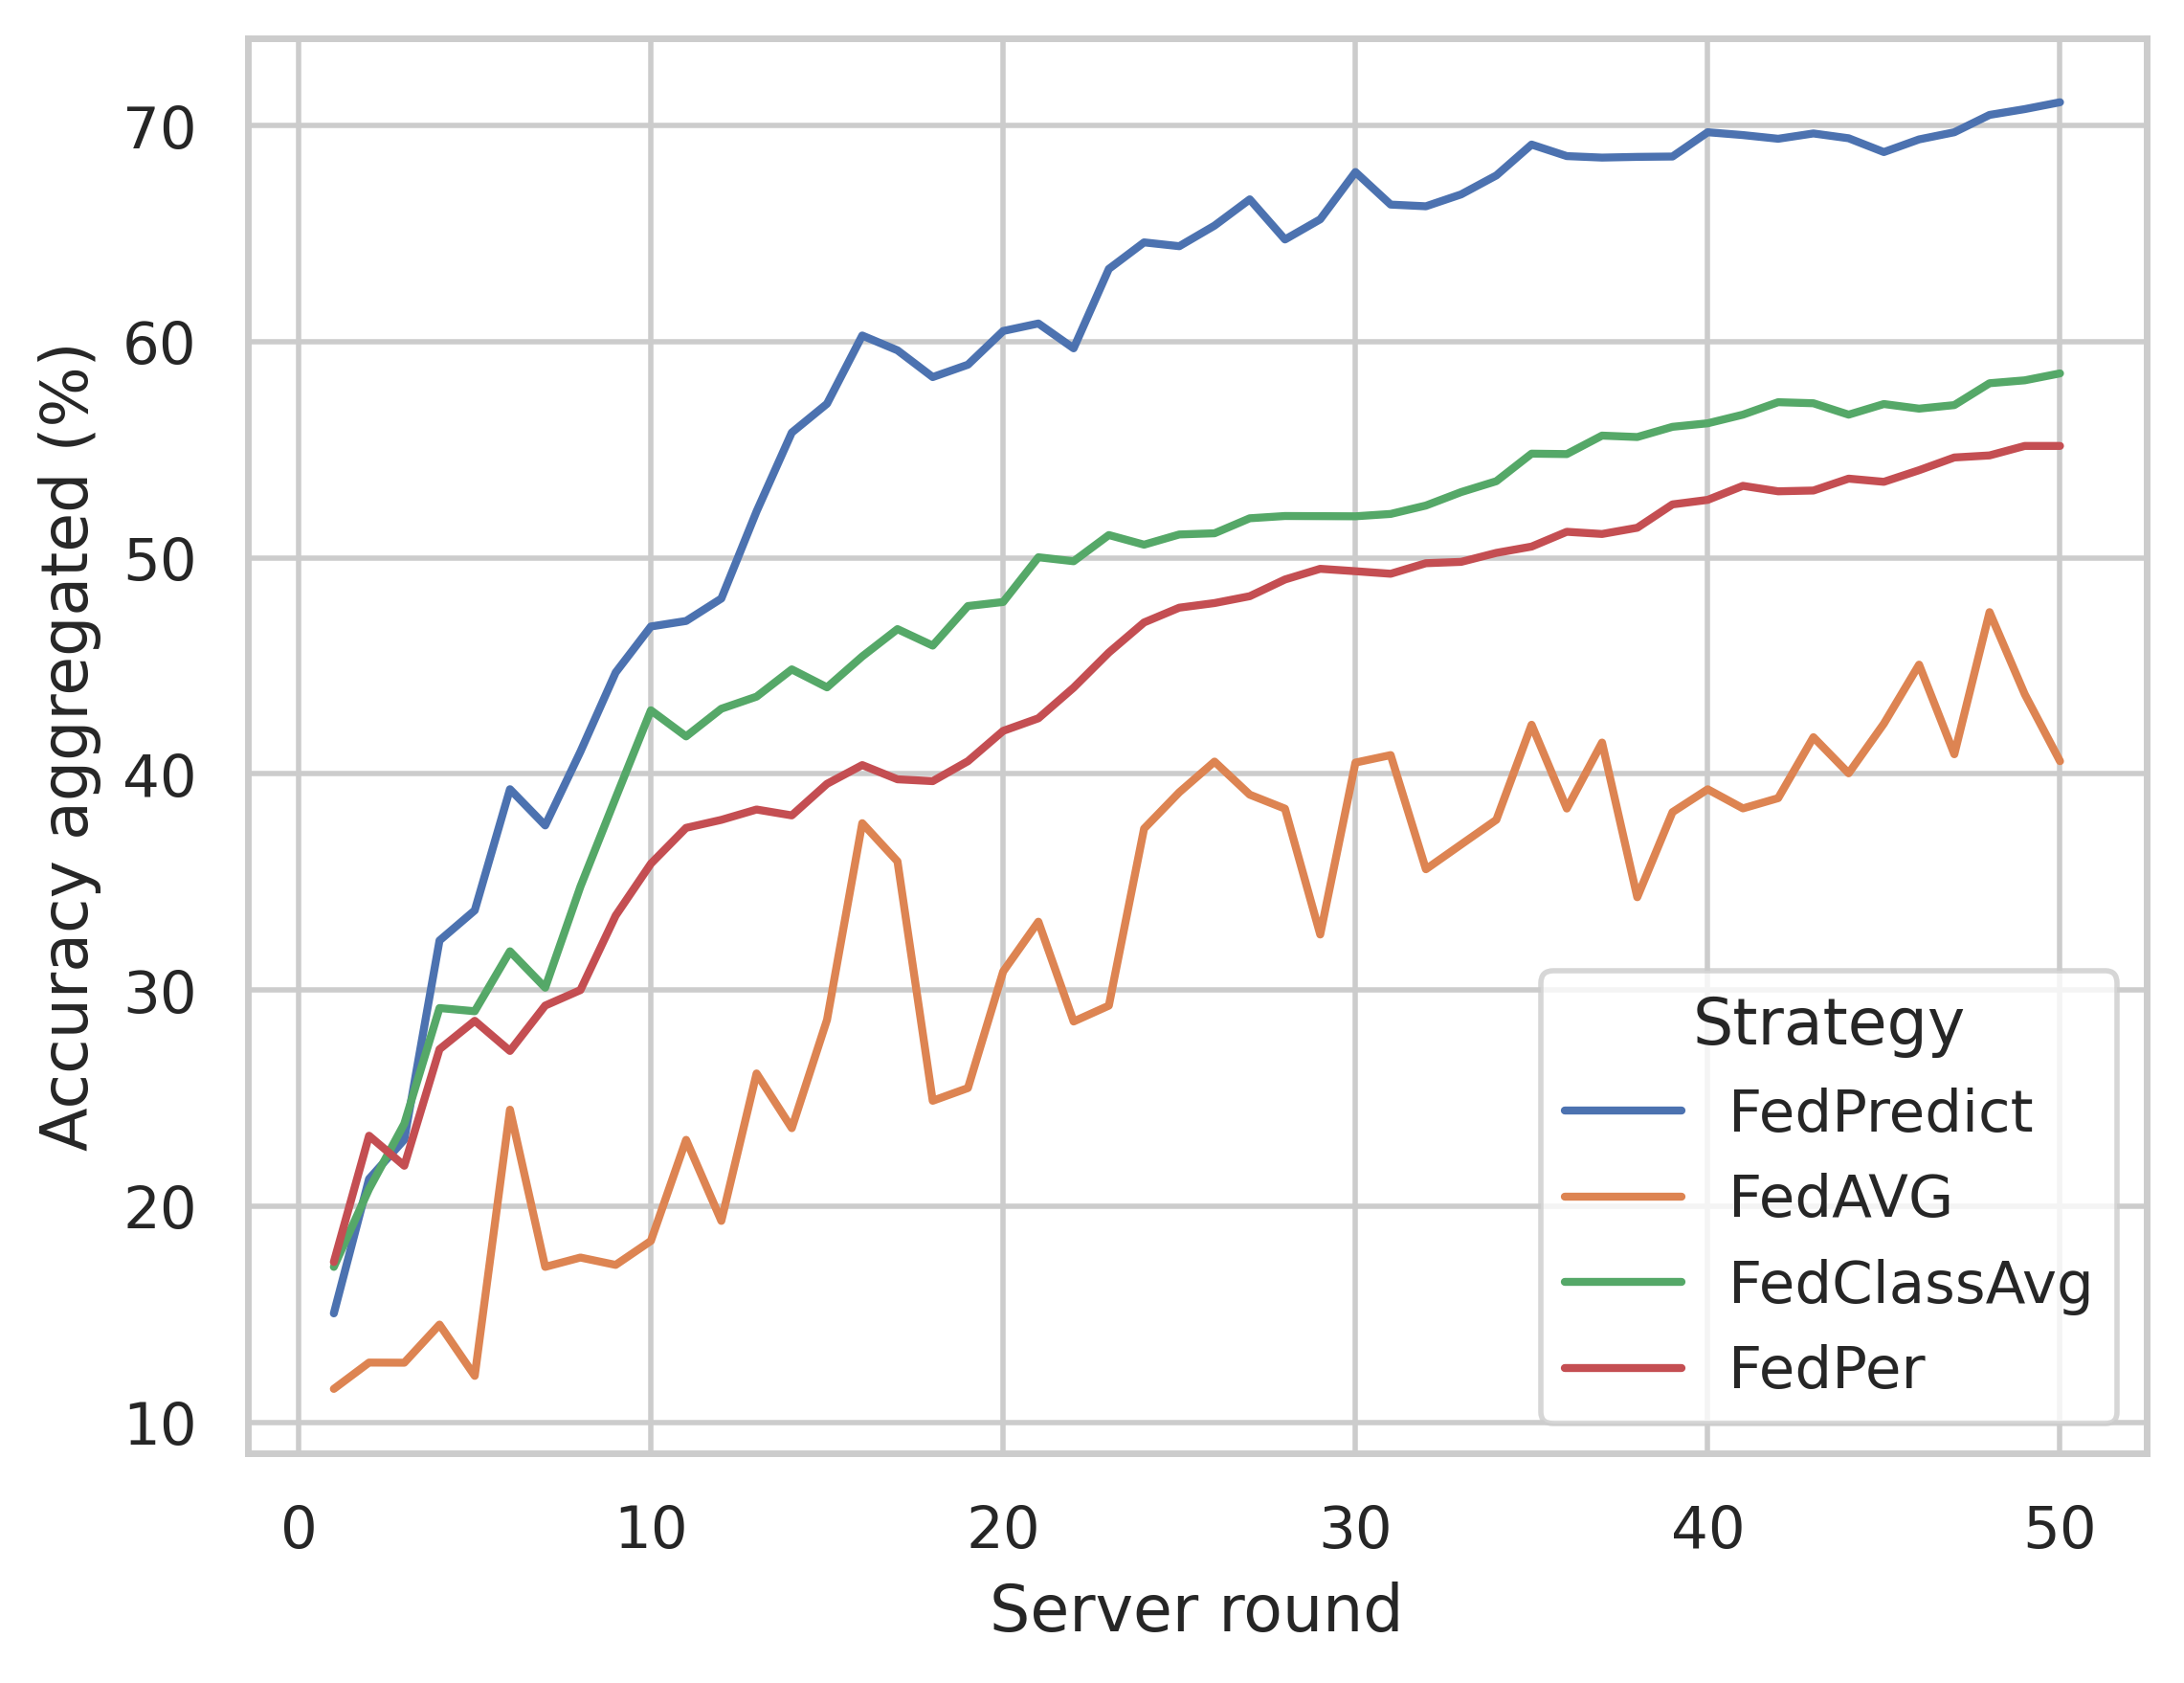 70
60
50
40
30
20
10
Accuracy aggregated (%)
0 10 20 30 40 50
Server round
Strategy
FedPredict
FedAVG
FedClassAvg
FedPer